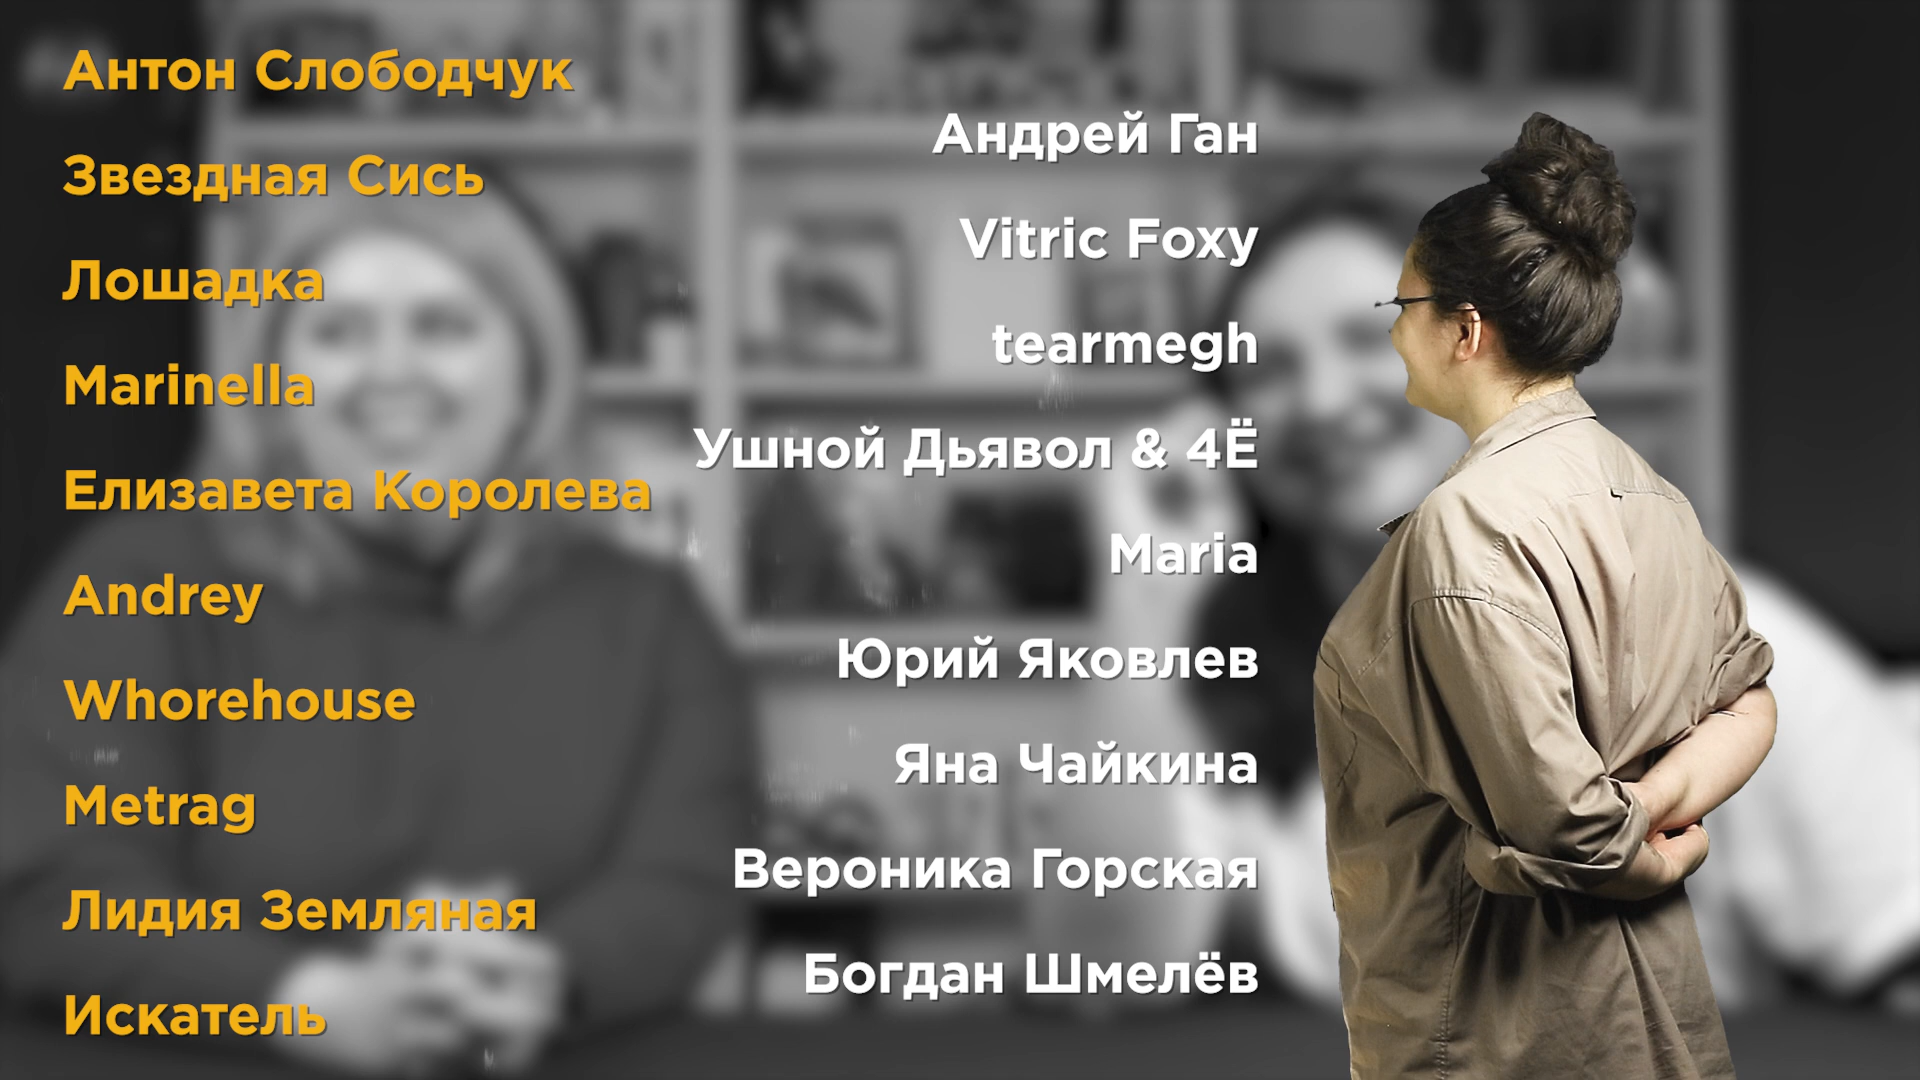 Антон Слободчук
Звездная Сись
Лошадка
Marinella
Елизавета Королева
Andrey
Whorehouse
Metrag
Лидия Земляная
Искатель
Андрей Ган
Vitric Foxy
tearmegh
Ушной Дьявол & 4Ё
Maria
Юрий Яковлев
Яна Чайкина
Вероника Горская
Богдан Шмелёв